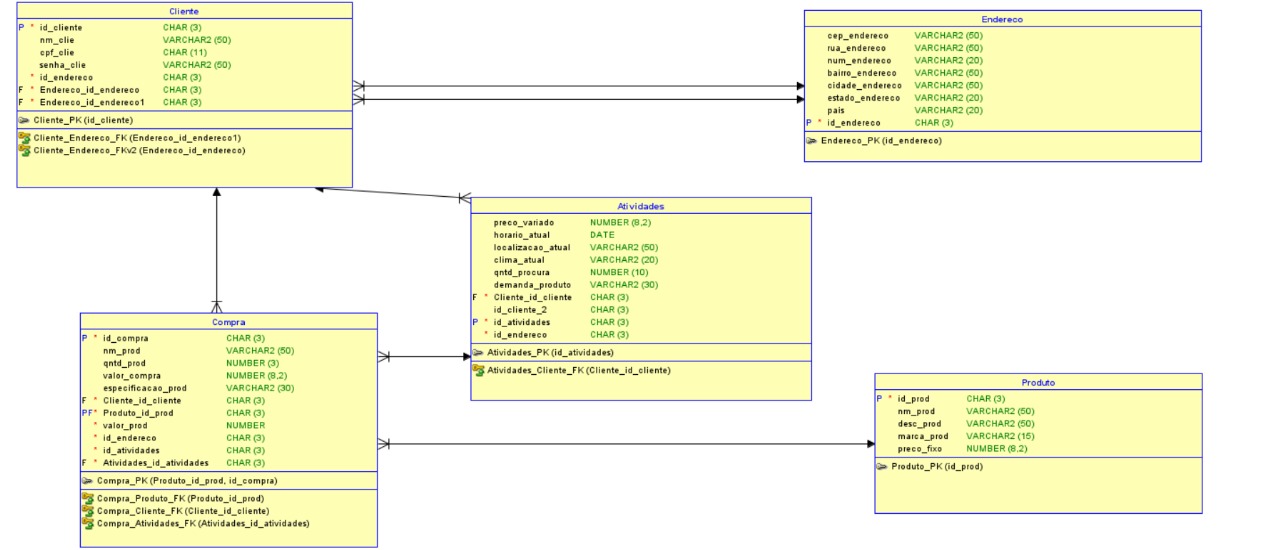 Cliente
P * id_cliente CHAR (3)
nm_clie VARCHAR2 (50)
cpf_clie CHAR (11)
senha_clie VARCHAR2 (50)
* id_endereco CHAR (3)
F * Endereco_id_endereco CHAR (3)
F * Endereco_id_endereco1 CHAR (3)
Cliente_PK (id_cliente)
Cliente_Endereco_FK (Endereco_id_endereco1)
Cliente_Endereco_FKv2 (Endereco_id_endereco)
Endereco
cep_endereco VARCHAR2 (50)
rua_endereco VARCHAR2 (50)
num_endereco VARCHAR2 (20)
bairro_endereco VARCHAR2 (50)
cidade_endereco VARCHAR2 (50)
estado_endereco VARCHAR2 (20)
pais VARCHAR2 (20)
P * id_endereco CHAR (3)
Endereco_PK (id_endereco)
Atividades
preco_variado NUMBER (8,2)
horario_atual DATE
localizacao_atual VARCHAR2 (50)
clima_atual VARCHAR2 (20)
qntd_procura NUMBER (10)
demanda_produto VARCHAR2 (30)
F * Cliente_id_cliente CHAR (3)
id_cliente_2 CHAR (3)
P * id_atividades CHAR (3)
* id_endereco CHAR (3)
Atividades_PK (id_atividades)
Atividades_Cliente_FK (Cliente_id_cliente)
Compra
P * id_compra CHAR (3)
nm_prod VARCHAR2 (50)
qntd_prod NUMBER (3)
valor_compra NUMBER (8,2)
especificacao_prod VARCHAR2 (30)
F * Cliente_id_cliente CHAR (3)
PF* Produto_id_prod CHAR (3)
* valor_prod NUMBER
* id_endereco CHAR (3)
* id_atividades CHAR (3)
F * Atividades_id_atividades CHAR (3)
Compra_PK (Produto_id_prod, id_compra)
Compra_Produto_FK (Produto_id_prod)
Compra_Cliente_FK (Cliente_id_cliente)
Compra_Atividades_FK (Atividades_id_atividades)
Produto
P * id_prod CHAR (3)
nm_prod VARCHAR2 (50)
desc_prod VARCHAR2 (50)
marca_prod VARCHAR2 (15)
preco_fixo NUMBER (8,2)
Produto_PK (id_prod)